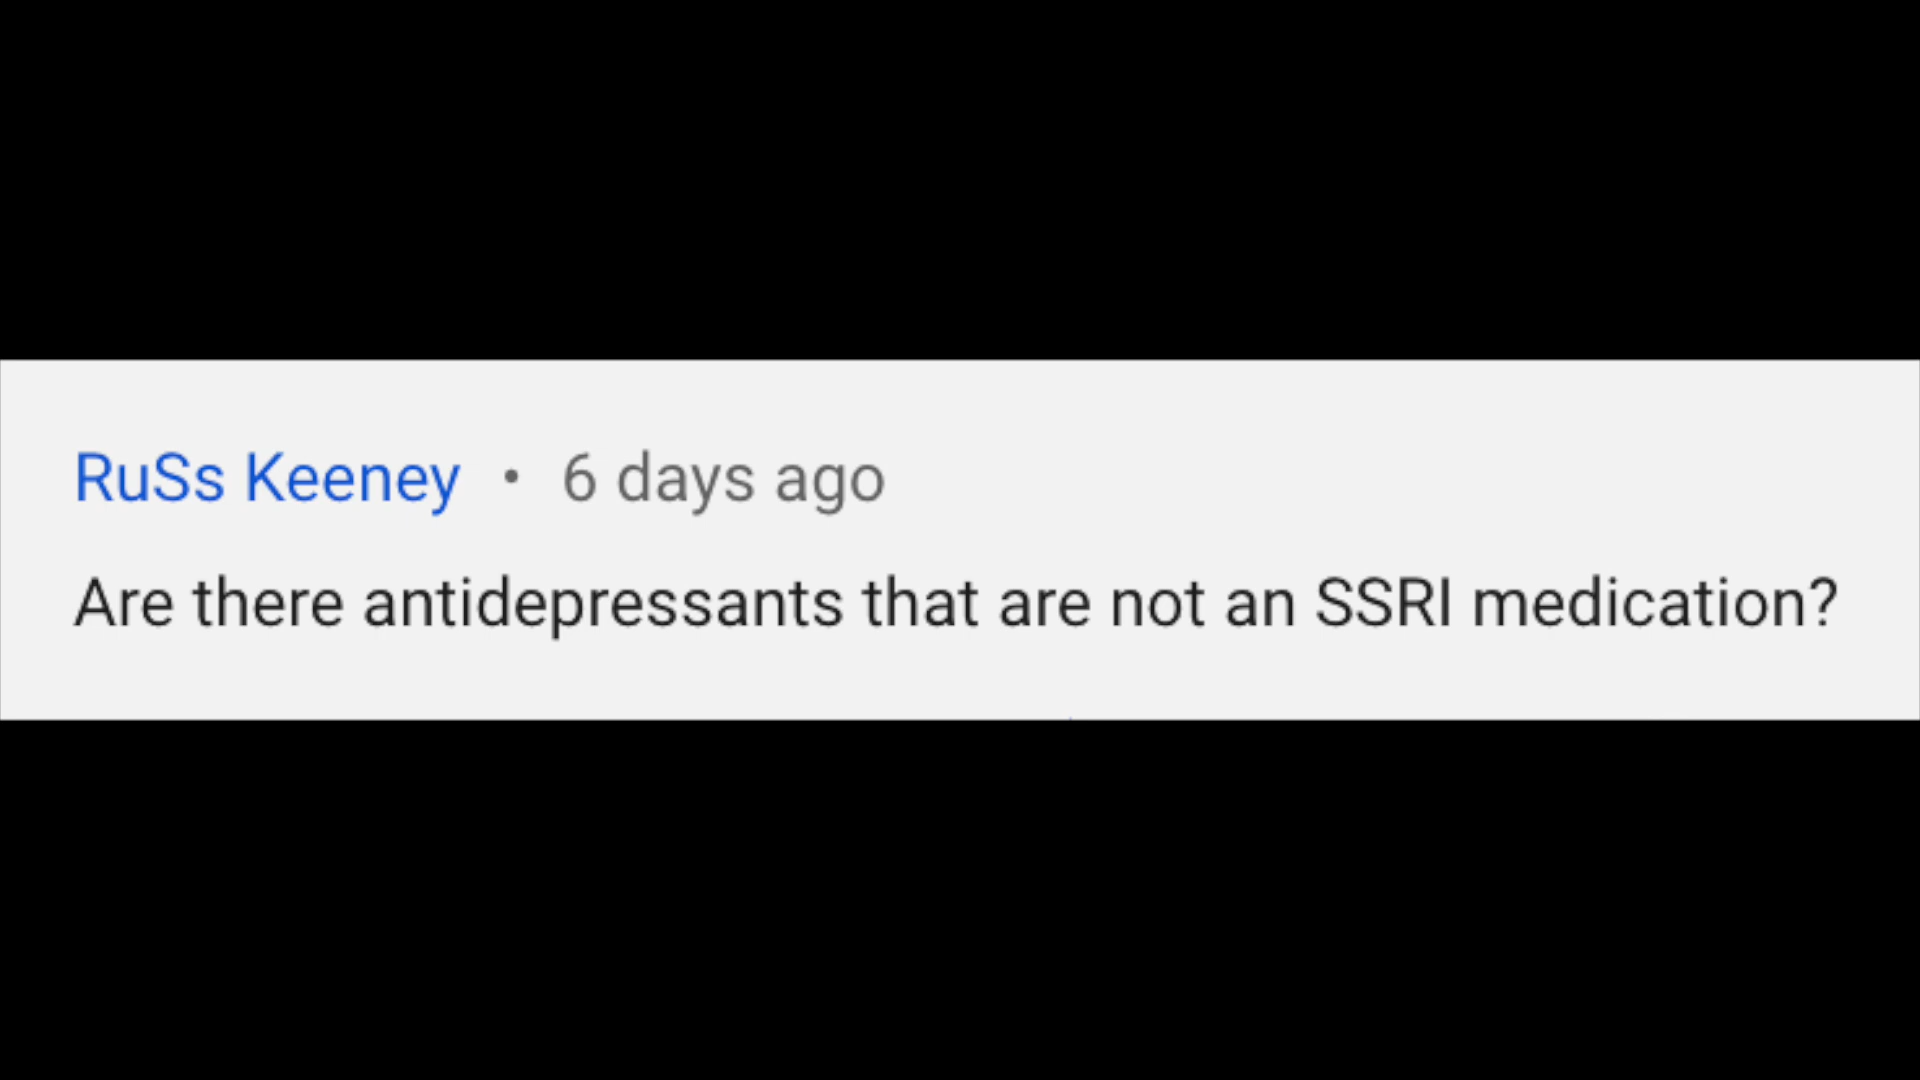 RuSs Keeney • 6 days ago
Are there antidepressants that are not an SSRI medication?